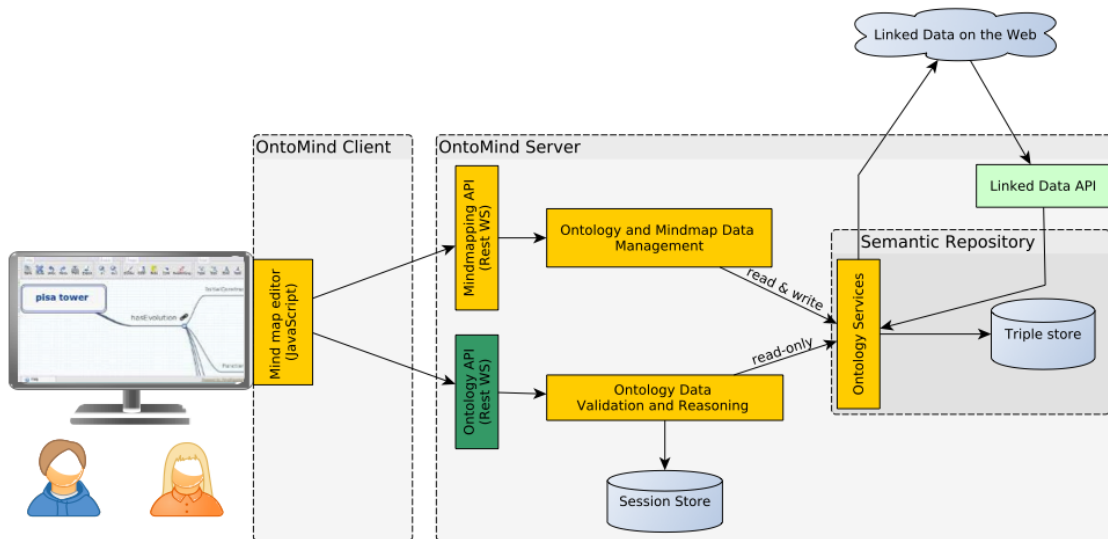 Linked Data on the Web
OntoMind Client
OntoMind Server
Linked Data API
Mindmapping API
(Rest WS)
Ontology and Mindmap Data
Management
Semantic Repository
pisa tower
hasEvolution
Mind map editor
(JavaScript)
read & write
Ontology Services
Triple store
read-only
Ontology API
(Rest WS)
Ontology Data
Validation and Reasoning
Session Store